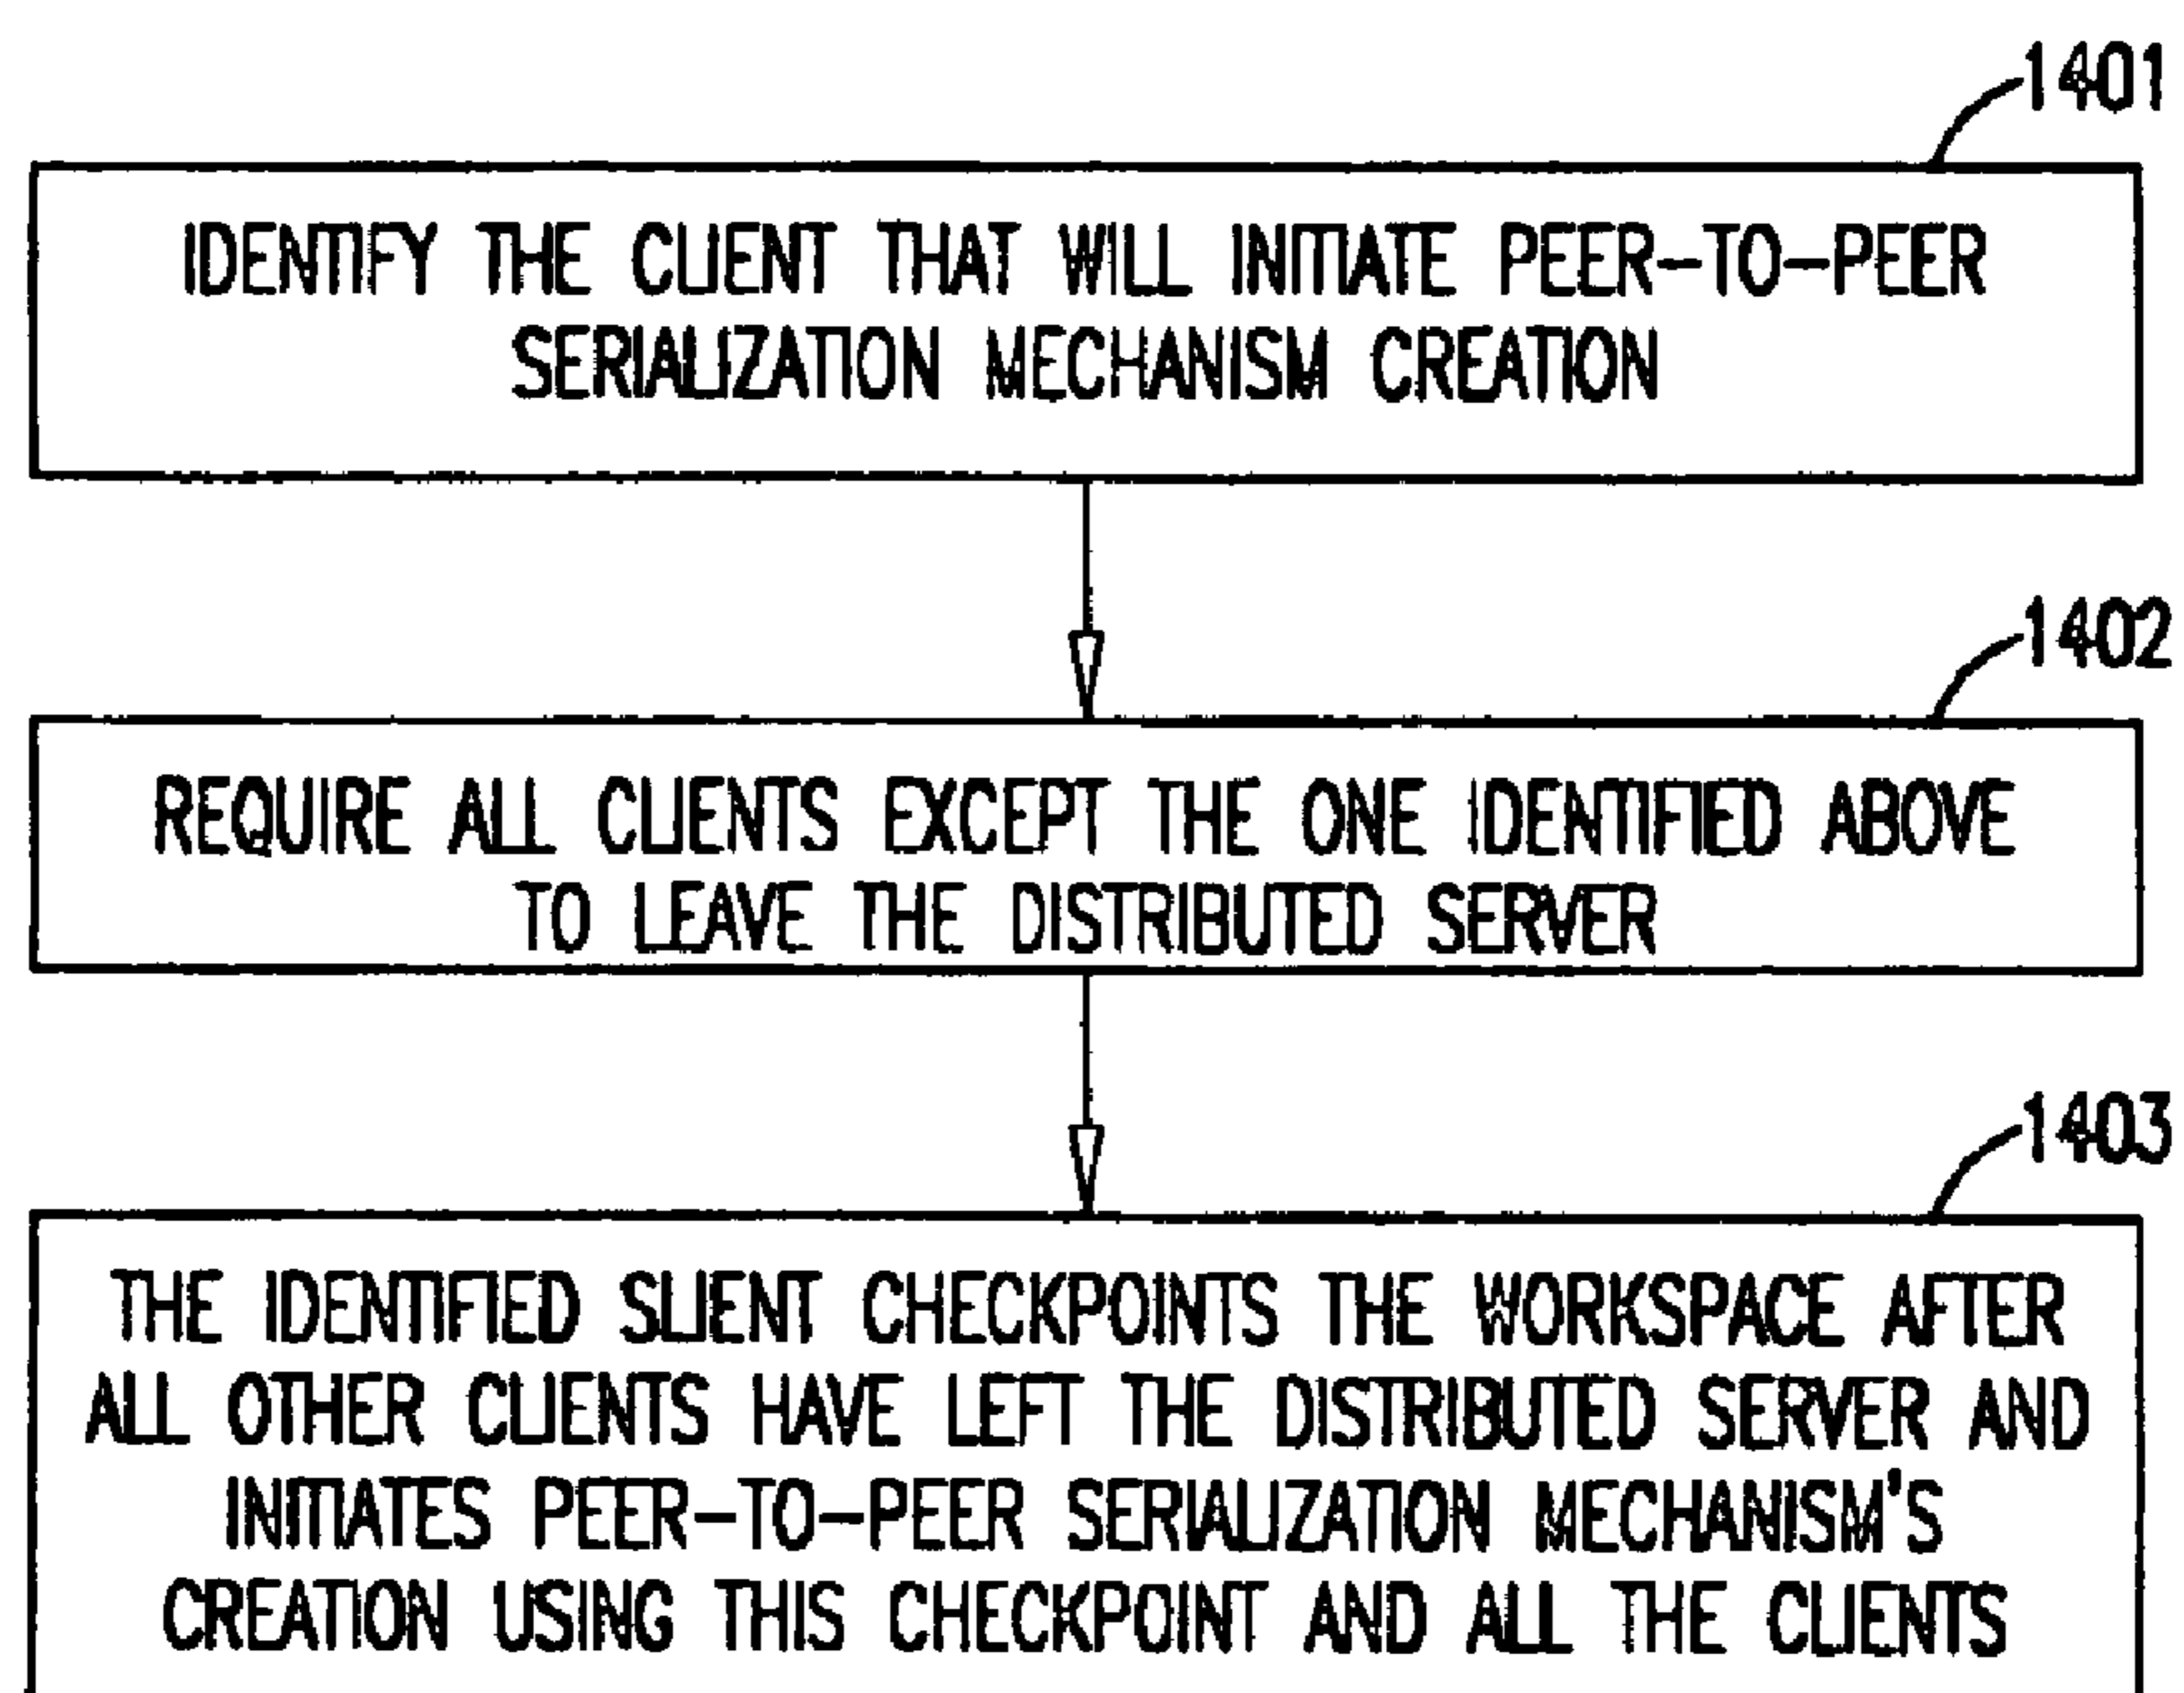 1401
IDENTIFY THE CLIENT THAT WILL INITIATE PEER-TO-PEER
SERIALIZATION MECHANISM CREATION
1402
REQUIRE ALL CLIENTS EXCEPT THE ONE IDENTIFIED ABOVE
TO LEAVE THE DISTRIBUTED SERVER
1403
THE IDENTIFIED SLIENT CHECKPOINTS THE WORKSPACE AFTER
ALL OTHER CLIENTS HAVE LEFT THE DISTRIBUTED SERVER AND
INITIATES PEER-TO-PEER SERIALIZATION MECHANISM'S
CREATION USING THIS CHECKPOINT AND ALL THE CLIENTS